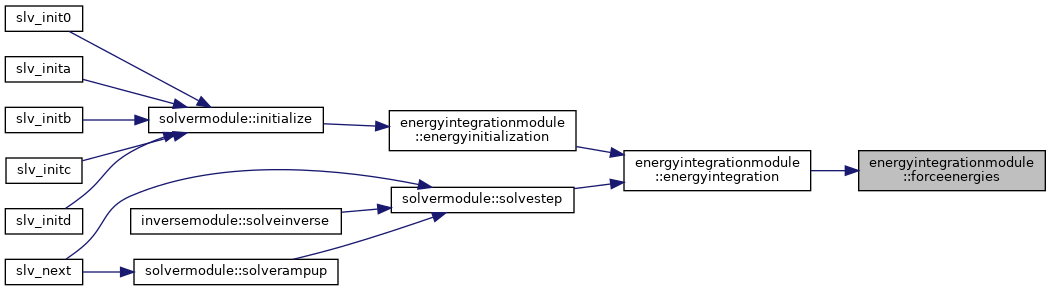 slv_init0
slv_inita
slv_initb
slv_initc
slv_initd
slv_next
solvermodule::initialize
inversemodule::solveinverse
solvermodule::solverampup
energyintegrationmodule
::energyinitialization
solvermodule::solvestep
energyintegrationmodule
::energyintegration
energyintegrationmodule
::forceenergies